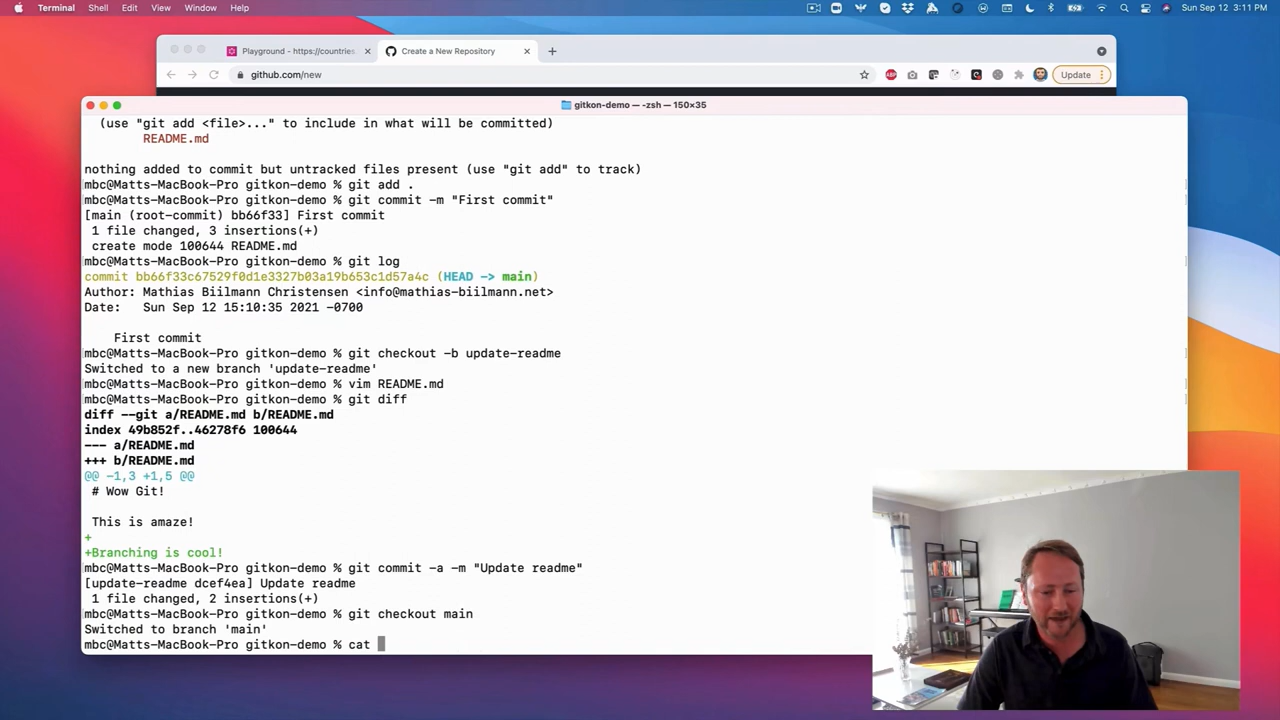 Terminal Shell Edit View Window Help Sun Sep 12 3:11 PM
Playground - https://countries Create a New Repository
github.com/new Update
gitkon-demo — -zsh — 150×35
(use "git add <file>..." to include in what will be committed)
README.md
nothing added to commit but untracked files present (use "git add" to track)
mbc@Matts-MacBook-Pro gitkon-demo % git add .
mbc@Matts-MacBook-Pro gitkon-demo % git commit -m "First commit"
[main (root-commit) bb66f33] First commit
1 file changed, 3 insertions(+)
create mode 100644 README.md
mbc@Matts-MacBook-Pro gitkon-demo % git log
commit bb66f33c67529f0d1e3327b03a19b653c1d57a4c (HEAD -> main)
Author: Mathias Biilmann Christensen <info@mathias-biilmann.net>
Date: Sun Sep 12 15:10:35 2021 -0700
First commit
mbc@Matts-MacBook-Pro gitkon-demo % git checkout -b update-readme
Switched to a new branch 'update-readme'
mbc@Matts-MacBook-Pro gitkon-demo % vim README.md
mbc@Matts-MacBook-Pro gitkon-demo % git diff
diff --git a/README.md b/README.md
index 49b852f..46278f6 100644
--- a/README.md
+++ b/README.md
@@ -1,3 +1,5 @@
# Wow Git!
This is amaze!
+
+Branching is cool!
mbc@Matts-MacBook-Pro gitkon-demo % git commit -a -m "Update readme"
[update-readme dcef4ea] Update readme
1 file changed, 2 insertions(+)
mbc@Matts-MacBook-Pro gitkon-demo % git checkout main
Switched to branch 'main'
mbc@Matts-MacBook-Pro gitkon-demo % cat